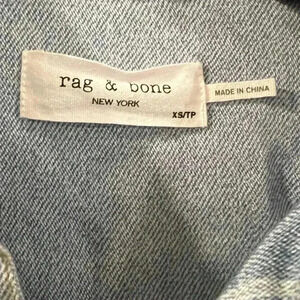 rag & bone
NEW YORK
XS/TP
MADE IN CHINA